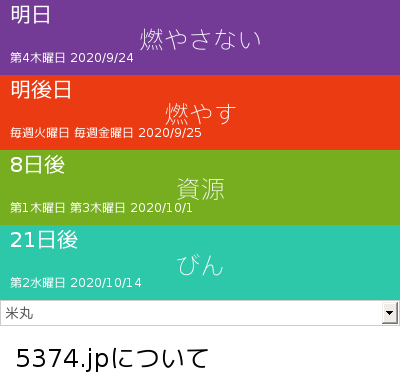 明日
燃やさない
第4木曜日 2020/9/24
明後日
燃やす
毎週火曜日 毎週金曜日 2020/9/25
8日後
資源
第1木曜日 第3木曜日 2020/10/1
21日後
びん
第2水曜日 2020/10/14
米丸
5374.jpについて